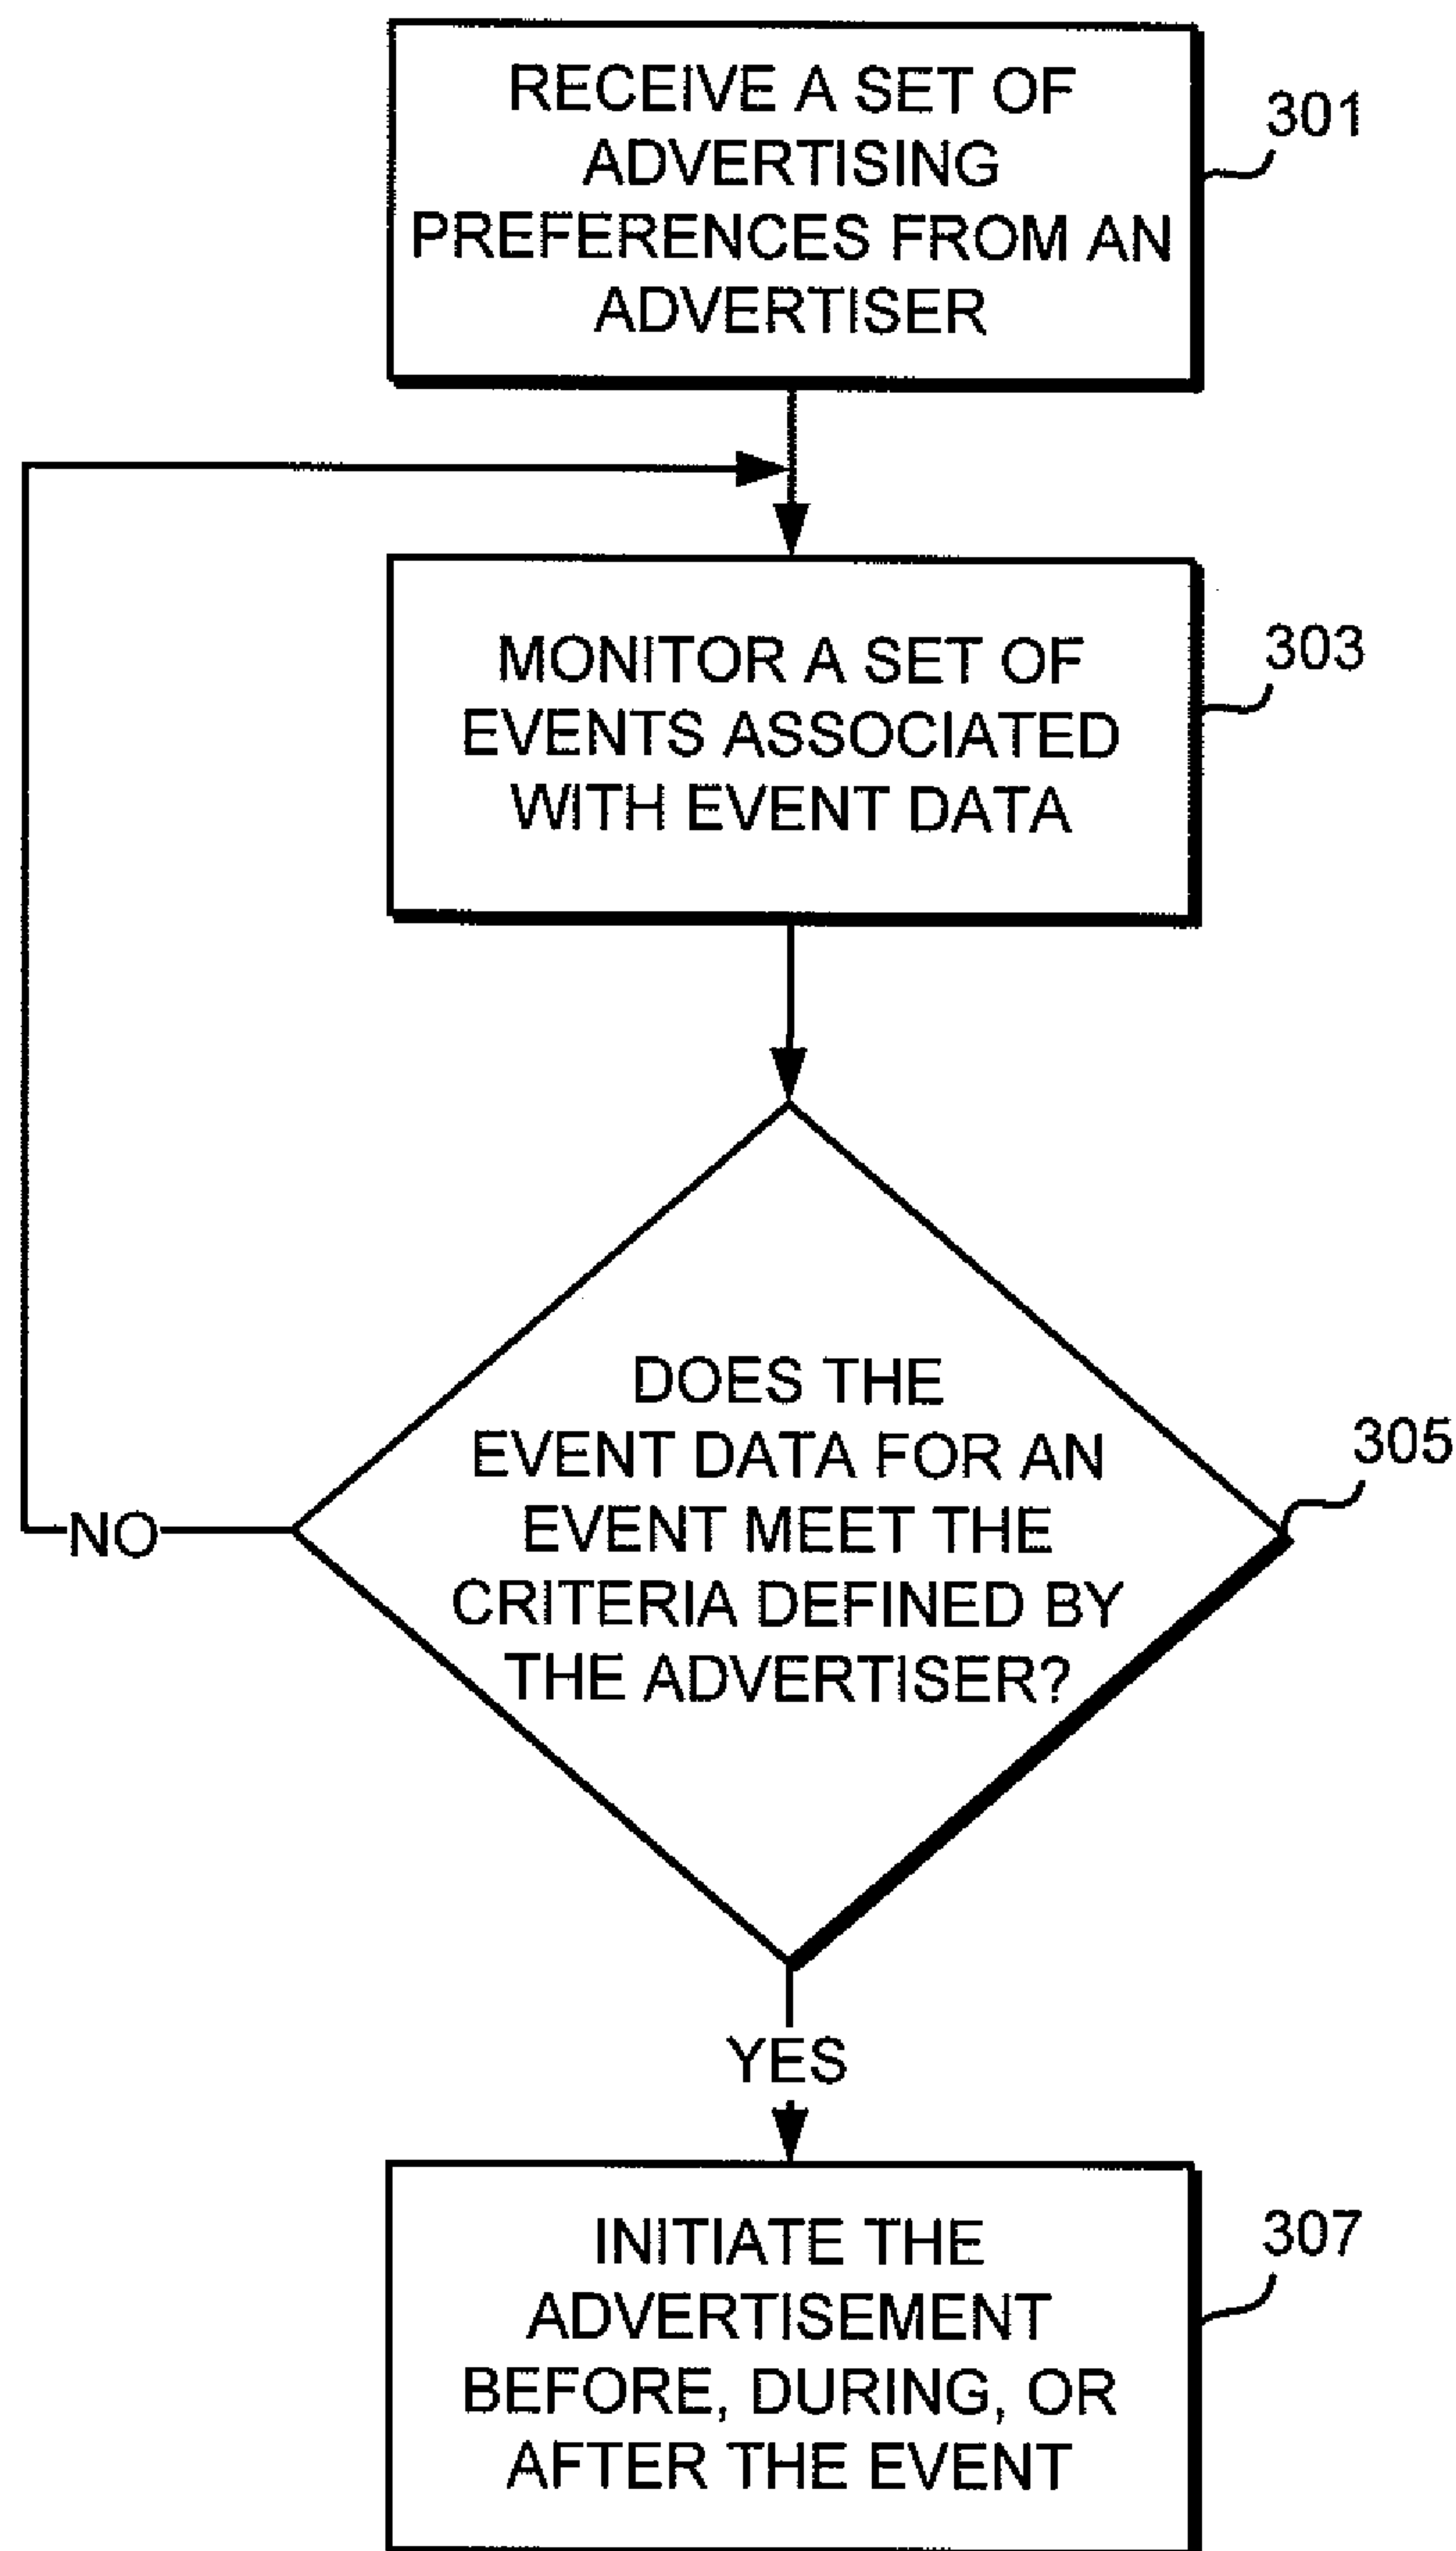 RECEIVE A SET OF
ADVERTISING
PREFERENCES FROM AN
ADVERTISER
301
MONITOR A SET OF
EVENTS ASSOCIATED
WITH EVENT DATA
303
DOES THE
EVENT DATA FOR AN
EVENT MEET THE
CRITERIA DEFINED BY
THE ADVERTISER?
305
NO
YES
INITIATE THE
ADVERTISEMENT
BEFORE, DURING, OR
AFTER THE EVENT
307